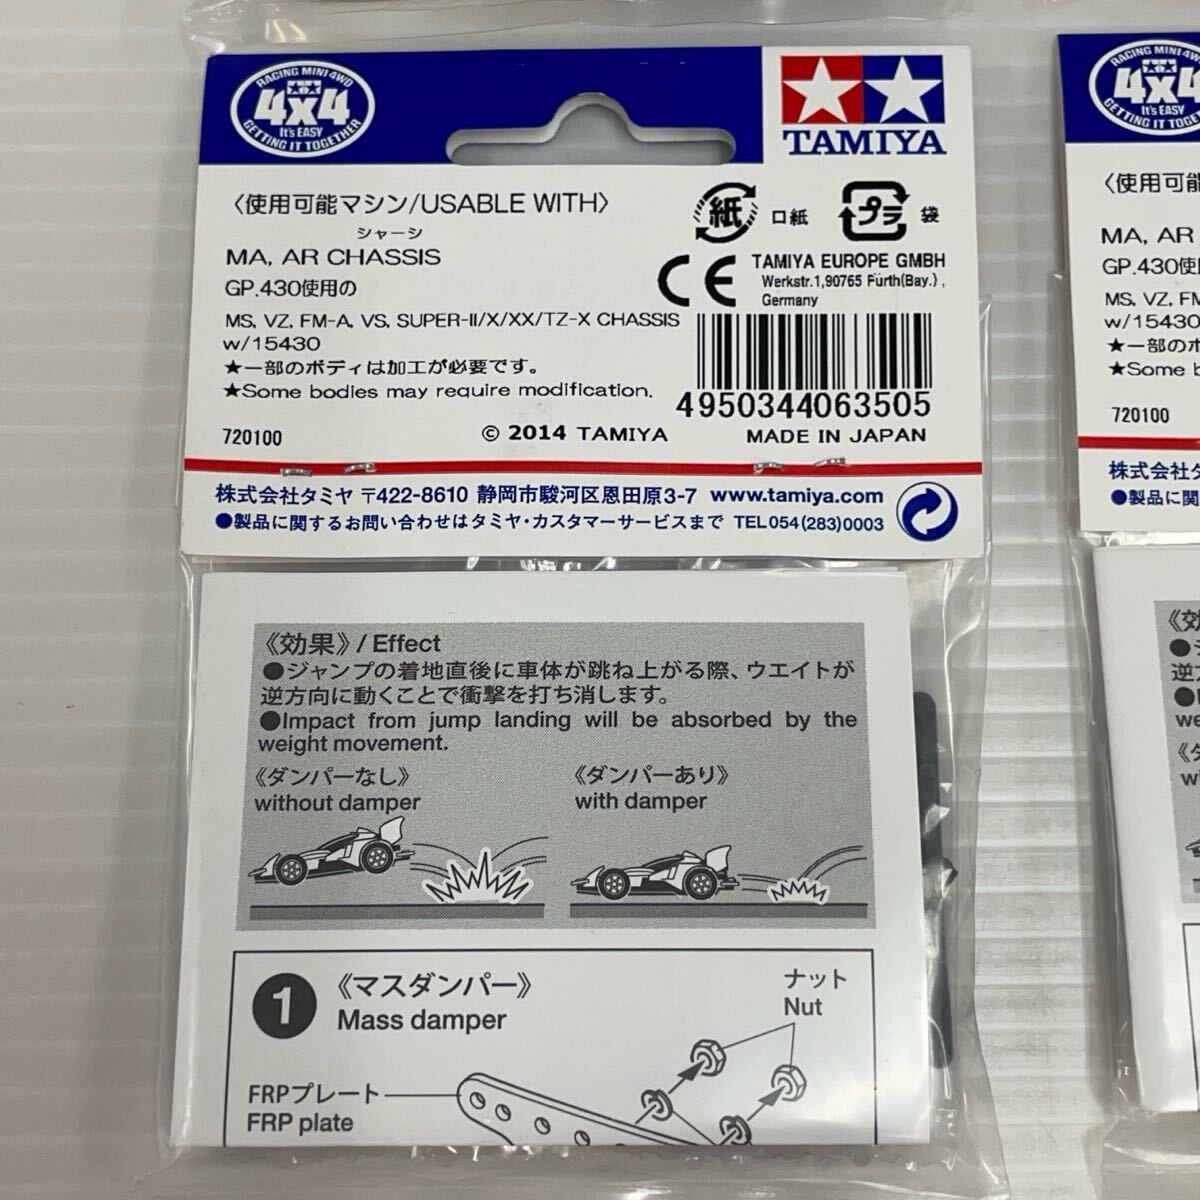 RACING MINI 4WD
4x4
It's EASY
GETTING IT TOGETHER
TAMIYA
〈使用可能マシン/USABLE WITH〉
シャーシ
MA, AR CHASSIS
GP.430使用の
MS, VZ, FM-A, VS, SUPER-II/X/XX/TZ-X CHASSIS
w/15430
★一部のボディは加工が必要です。
★Some bodies may require modification.
720100
紙 口紙
プラ 袋
CE
TAMIYA EUROPE GMBH
Werkstr.1,90765 Fürth(Bay.),
Germany
4950344063505
© 2014 TAMIYA
MADE IN JAPAN
株式会社タミヤ 〒422-8610 静岡市駿河区恩田原3-7 www.tamiya.com
●製品に関するお問い合わせはタミヤ・カスタマーサービスまで TEL054(283)0003
《効果》/ Effect
●ジャンプの着地直後に車体が跳ね上がる際、ウエイトが
逆方向に動くことで衝撃を打ち消します。
●Impact from jump landing will be absorbed by the
weight movement.
《ダンパーなし》
without damper
《ダンパーあり》
with damper
1
《マスダンパー》
Mass damper
ナット
Nut
FRPプレート
FRP plate
RACING MINI 4WD
4x4
It's EASY
GETTING IT TOGETHER
〈使用可能
MA, AR
GP.430使
MS, VZ, FM
w/15430
★一部の
★Some b
720100
株式会社タ
●製品に関